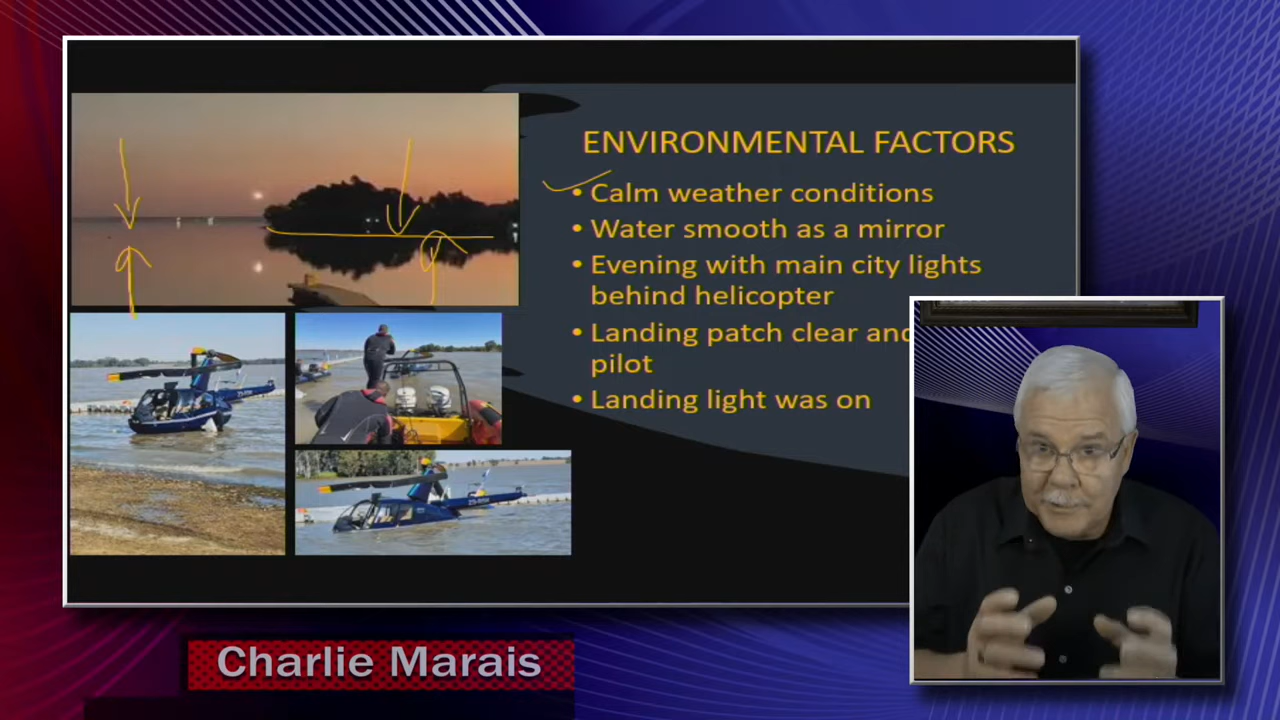 ENVIRONMENTAL FACTORS
• Calm weather conditions
• Water smooth as a mirror
• Evening with main city lights
behind helicopter
• Landing patch clear and
pilot
• Landing light was on
Charlie Marais